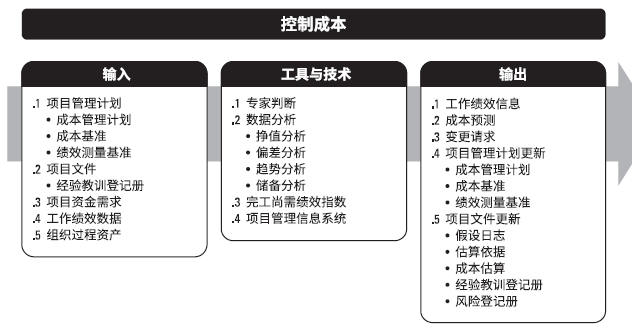 控制成本
输入
.1 项目管理计划
• 成本管理计划
• 成本基准
• 绩效测量基准
.2 项目文件
• 经验教训登记册
.3 项目资金需求
.4 工作绩效数据
.5 组织过程资产
工具与技术
.1 专家判断
.2 数据分析
• 挣值分析
• 偏差分析
• 趋势分析
• 储备分析
.3 完工尚需绩效指数
.4 项目管理信息系统
输出
.1 工作绩效信息
.2 成本预测
.3 变更请求
.4 项目管理计划更新
• 成本管理计划
• 成本基准
• 绩效测量基准
.5 项目文件更新
• 假设日志
• 估算依据
• 成本估算
• 经验教训登记册
• 风险登记册